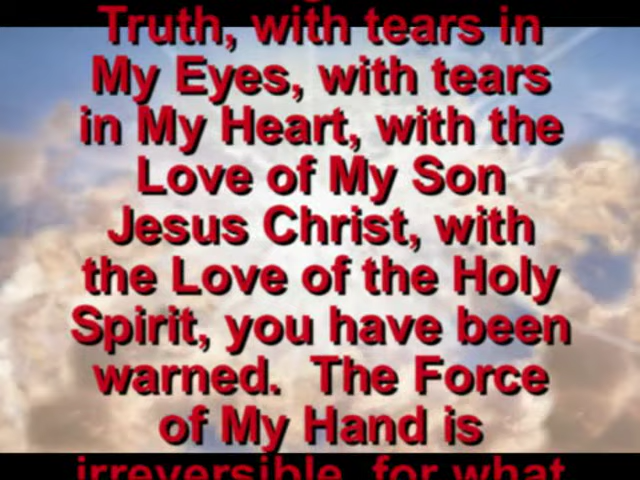 Truth, with tears in
My Eyes, with tears
in My Heart, with the
Love of My Son
Jesus Christ, with
the Love of the Holy
Spirit, you have been
warned.  The Force
of My Hand is
irreversible, for what